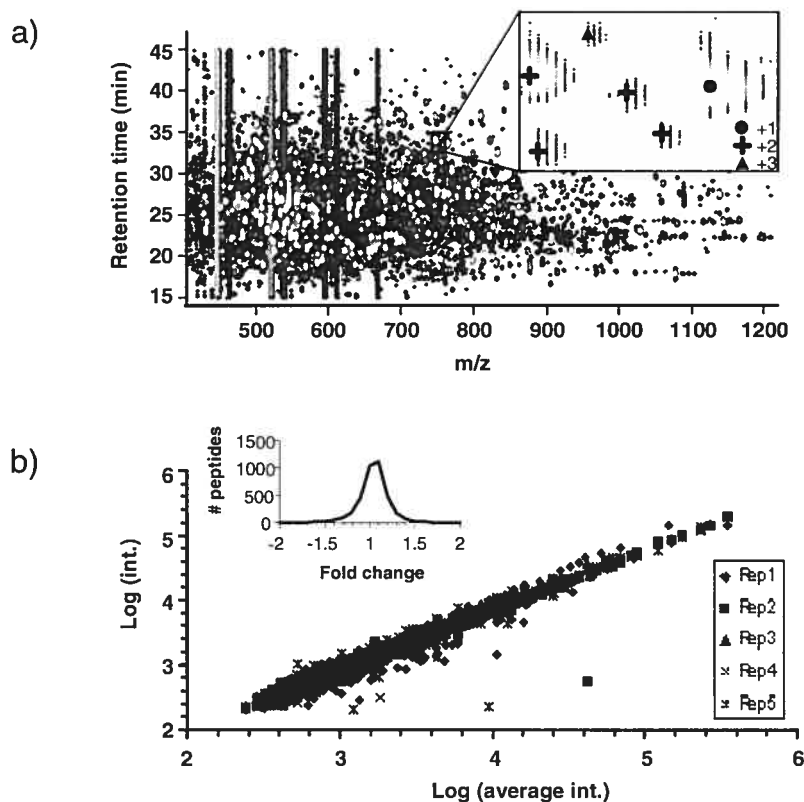 a)
Retention time (min)
45
40
35
30
25
20
15
500 600 700 800 900 1000 1100 1200
m/z
+1
+2
+3
b)
# peptides
1500
1000
500
0
-2 -1.5 1 1.5 2
Fold change
Log (int.)
6
5
4
3
2
Rep1
Rep2
Rep3
Rep4
Rep5
2 3 4 5 6
Log (average int.)